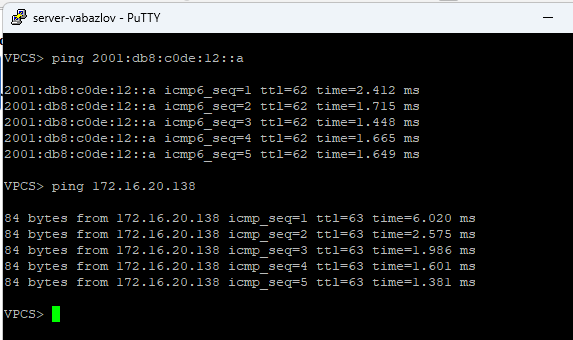 server-vabazlov - PuTTY
VPCS> ping 2001:db8:c0de:12::a
2001:db8:c0de:12::a icmp6_seq=1 ttl=62 time=2.412 ms
2001:db8:c0de:12::a icmp6_seq=2 ttl=62 time=1.715 ms
2001:db8:c0de:12::a icmp6_seq=3 ttl=62 time=1.448 ms
2001:db8:c0de:12::a icmp6_seq=4 ttl=62 time=1.665 ms
2001:db8:c0de:12::a icmp6_seq=5 ttl=62 time=1.649 ms
VPCS> ping 172.16.20.138
84 bytes from 172.16.20.138 icmp_seq=1 ttl=63 time=6.020 ms
84 bytes from 172.16.20.138 icmp_seq=2 ttl=63 time=2.575 ms
84 bytes from 172.16.20.138 icmp_seq=3 ttl=63 time=1.986 ms
84 bytes from 172.16.20.138 icmp_seq=4 ttl=63 time=1.601 ms
84 bytes from 172.16.20.138 icmp_seq=5 ttl=63 time=1.381 ms
VPCS>